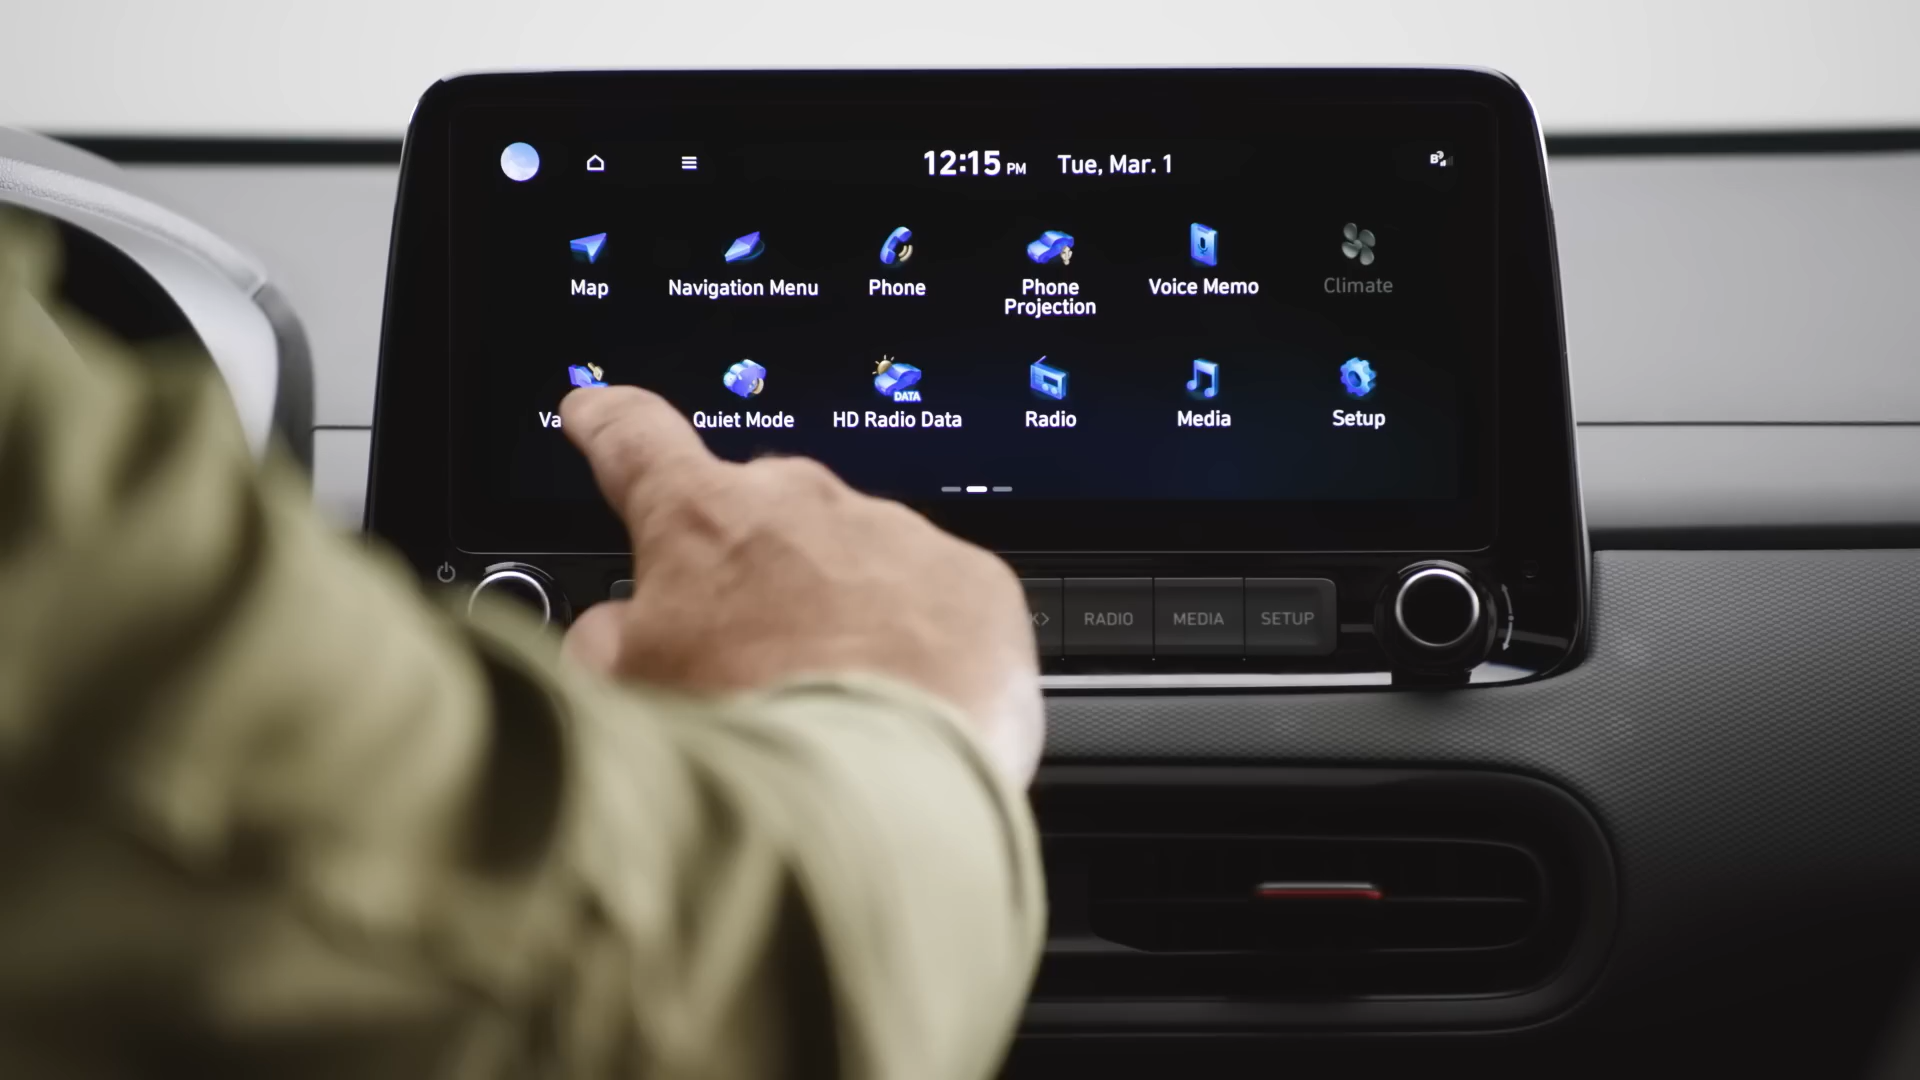 12:15 PM Tue, Mar. 1
Map
Navigation Menu
Phone
Phone
Projection
Voice Memo
Climate
Quiet Mode
DATA
HD Radio Data
Radio
Media
Setup
RADIO
MEDIA
SETUP